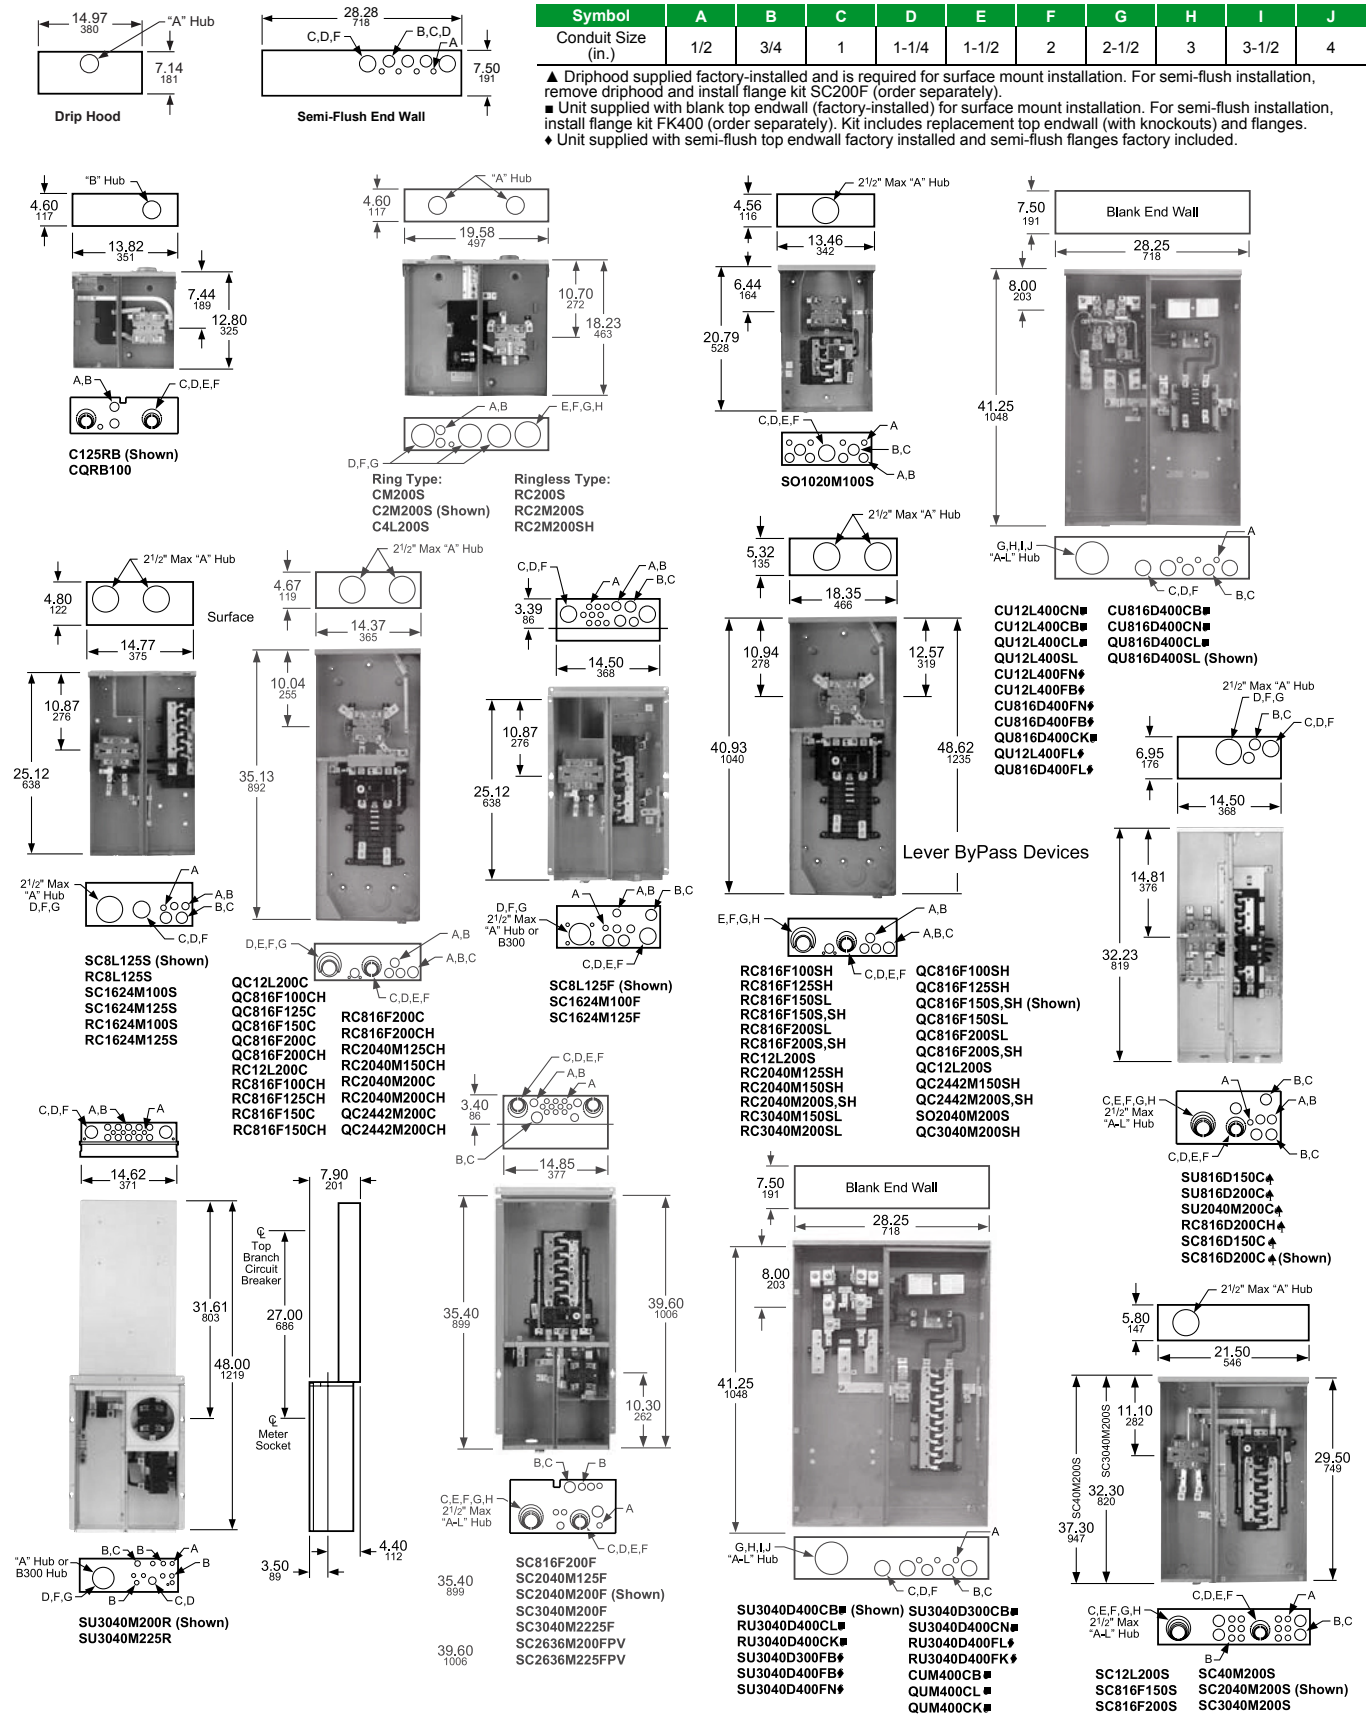 14.97
380
"A" Hub
7.14
181
Drip Hood
28.28
718
C,D,F
B,C,D
A
7.50
191
Semi-Flush End Wall
Symbol A B C D E F G H I J
Conduit Size (in.) 1/2 3/4 1 1-1/4 1-1/2 2 2-1/2 3 3-1/2 4
▲ Driphood supplied factory-installed and is required for surface mount installation. For semi-flush installation,
remove driphood and install flange kit SC200F (order separately).
■ Unit supplied with blank top endwall (factory-installed) for surface mount installation. For semi-flush installation,
install flange kit FK400 (order separately). Kit includes replacement top endwall (with knockouts) and flanges.
♦ Unit supplied with semi-flush top endwall factory installed and semi-flush flanges factory included.
"B" Hub
4.60
117
13.82
351
7.44
189
12.80
325
A,B
C,D,E,F
C125RB (Shown)
CQRB100
"A" Hub
4.60
117
19.58
497
10.70
272
18.23
463
A,B
E,F,G,H
D,F,G
Ring Type:
CM200S
C2M200S (Shown)
C4L200S
Ringless Type:
RC200S
RC2M200S
RC2M200SH
2½" Max "A" Hub
4.56
116
13.46
342
6.44
164
20.79
528
C,D,E,F
A
B,C
A,B
SO1020M100S
7.50
191
Blank End Wall
28.25
718
8.00
203
41.25
1048
G,H,I,J
"A-L" Hub
A
C,D,F
B,C
CU12L400CN■
CU12L400CB■
QU12L400CL■
QU12L400SL
CU12L400FN♦
CU12L400FB♦
CU816D400FN♦
CU816D400FB♦
QU816D400CK■
QU12L400FL♦
QU816D400FL♦
CU816D400CB■
CU816D400CN■
QU816D400CL■
QU816D400SL (Shown)
2½" Max "A" Hub
4.80
122
Surface
14.77
375
10.87
276
25.12
638
2½" Max
"A" Hub
D,F,G
A
A,B
B,C
C,D,F
SC8L125S (Shown)
RC8L125S
SC1624M100S
SC1624M125S
RC1624M100S
RC1624M125S
2½" Max "A" Hub
4.67
119
14.37
365
10.04
255
35.13
892
D,E,F,G
A,B
A,B,C
C,D,E,F
QC12L200C
QC816F100CH
QC816F125C
QC816F150C
QC816F200C
QC816F200CH
RC12L200C
RC816F100CH
RC816F125CH
RC816F150C
RC816F150CH
RC816F200C
RC816F200CH
RC2040M125CH
RC2040M150CH
RC2040M200C
RC2040M200CH
QC2442M200C
QC2442M200CH
C,D,F
A
A,B
B,C
3.39
86
14.50
368
10.87
276
25.12
638
D,F,G
2½" Max
"A" Hub or
B300
A
A,B
B,C
C,D,E,F
SC8L125F (Shown)
SC1624M100F
SC1624M125F
2½" Max "A" Hub
5.32
135
18.35
466
10.94
278
12.57
319
40.93
1040
48.62
1235
Lever ByPass Devices
E,F,G,H
A,B
A,B,C
C,D,E,F
RC816F100SH
RC816F125SH
RC816F150SL
RC816F150S,SH
RC816F200SL
RC816F200S,SH
RC12L200S
RC2040M125SH
RC2040M150SH
RC2040M200S,SH
RC3040M150SL
RC3040M200SL
QC816F100SH
QC816F125SH
QC816F150S,SH (Shown)
QC816F150SL
QC816F200SL
QC816F200S,SH
QC12L200S
QC2442M150SH
QC2442M200S,SH
SO2040M200S
QC3040M200SH
2½" Max "A" Hub
D,F,G
B,C
C,D,F
6.95
176
14.50
368
14.81
376
32.23
819
A
B,C
A,B
C,E,F,G,H
2½" Max
"A-L" Hub
C,D,E,F
B,C
SU816D150C♠
SU816D200C♠
SU2040M200C♠
RC816D200CH♠
SC816D150C♠
SC816D200C♠(Shown)
C,D,F
A,B
A
14.62
371
7.90
201
℄
Top
Branch
Circuit
Breaker
31.61
803
27.00
686
48.00
1219
℄
Meter
Socket
3.50
89
4.40
112
"A" Hub or
B300 Hub
B,C
B
A
B
D,F,G
B
C,D
SU3040M200R (Shown)
SU3040M225R
C,D,E,F
A,B
A
3.40
86
B,C
14.85
377
35.40
899
39.60
1006
10.30
262
B,C
B
C,E,F,G,H
2½" Max
"A-L" Hub
A
C,D,E,F
35.40
899
39.60
1006
SC816F200F
SC2040M125F
SC2040M200F (Shown)
SC3040M200F
SC3040M2225F
SC2636M200FPV
SC2636M225FPV
7.50
191
Blank End Wall
28.25
718
8.00
203
41.25
1048
G,H,I,J
"A-L" Hub
A
C,D,F
B,C
SU3040D400CB■ (Shown)
RU3040D400CL■
RU3040D400CK■
SU3040D300FB♦
SU3040D400FB♦
SU3040D400FN♦
SU3040D300CB■
SU3040D400CN■
RU3040D400FL♦
RU3040D400FK♦
CUM400CB■
QUM400CL■
QUM400CK■
2½" Max "A" Hub
5.80
147
21.50
546
SC40M200S
37.30
947
SC3040M200S
32.30
820
11.10
282
29.50
749
C,D,E,F
A
C,E,F,G,H
2½" Max
"A-L" Hub
B,C
B
SC12L200S
SC816F150S
SC816F200S
SC40M200S
SC2040M200S (Shown)
SC3040M200S